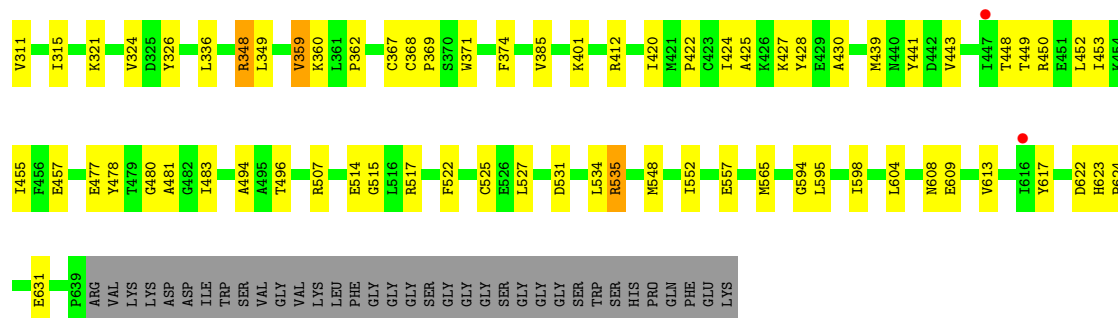 V311 I315 K321 V324 D325 Y326 L336 R348 L349 V359 K360 L361 P362 C367 C368 P369 S370 W371 F374 V385 K401 R412 I420 M421 P422 C423 I424 A425 K426 K427 Y428 E429 A430 M439 N440 Y441 D442 V443 I447 T448 T449 R450 E451 L452 I453 K454
I455 F456 E457 E477 Y478 T479 G480 A481 G482 I483 A494 A495 T496 R507 E514 G515 L516 R517 F522 C525 E526 L527 D531 L534 R535 M548 I552 E557 M565 G594 L595 I598 L604 N608 E609 V613 I616 Y617 D622 H623
E631 P639 ARG VAL LYS LYS ASP ASP ILE TRP SER VAL GLY VAL LYS LEU PHE GLY GLY GLY SER GLY GLY GLY SER GLY GLY GLY SER TRP SER HIS PRO GLN PHE GLU LYS